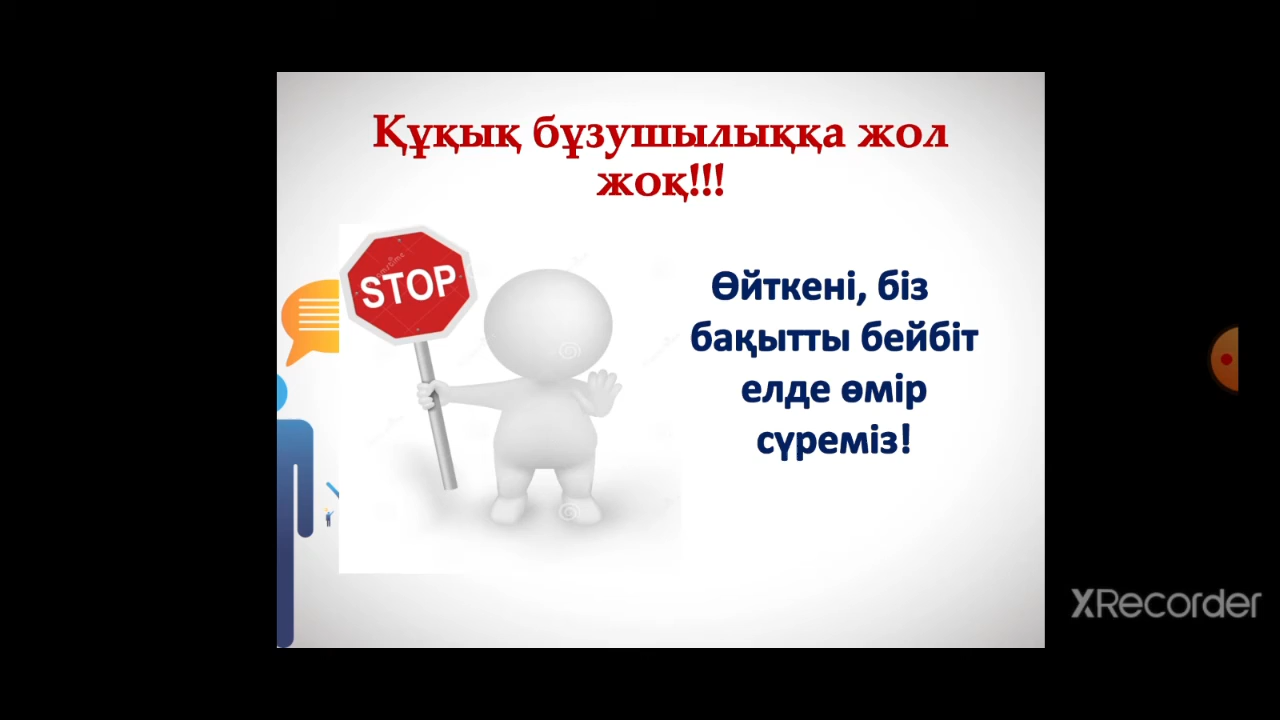 Құқық бұзушылыққа жол
жоқ!!!
STOP
Өйткені, біз
бақытты бейбіт
елде өмір
сүреміз!
XRecorder